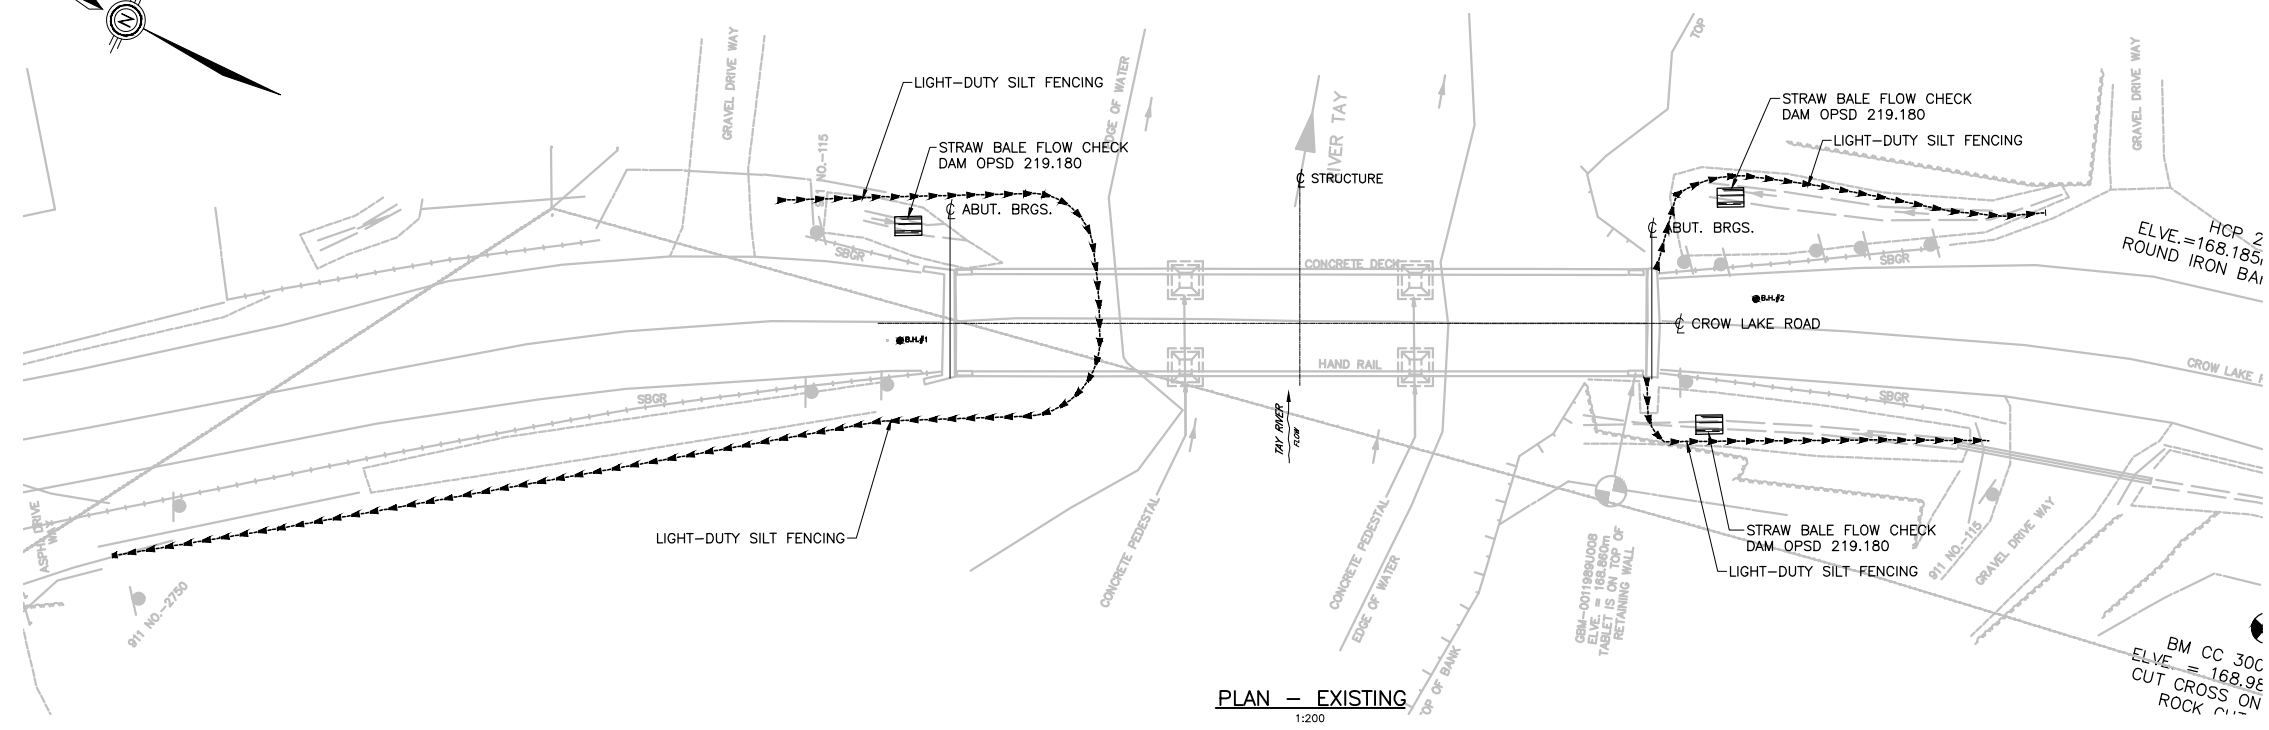 N
LIGHT-DUTY SILT FENCING
STRAW BALE FLOW CHECK
DAM OPSD 219.180
GRAVEL DRIVE WAY
911 NO.-115
EDGE OF WATER
RIVER TAY
℄ STRUCTURE
℄ ABUT. BRGS.
SBGR
TOP
STRAW BALE FLOW CHECK
DAM OPSD 219.180
LIGHT-DUTY SILT FENCING
GRAVEL DRIVE WAY
℄ ABUT. BRGS.
SBGR
HCP 2
ELVE.=168.185
ROUND IRON BA
CONCRETE DECK
B.H.#2
B.H.#1
℄ CROW LAKE ROAD
HAND RAIL
CROW LAKE
SBGR
SBGR
TAY RIVER
FLOW
ASPHALT DRIVE
WAY
911 NO.-2750
LIGHT-DUTY SILT FENCING
CONCRETE PEDESTAL
CONCRETE PEDESTAL
EDGE OF WATER
TOP OF BANK
GBM-0011989U008
ELVE. = 168.860m
TABLET IS ON TOP OF
RETAINING WALL
STRAW BALE FLOW CHECK
DAM OPSD 219.180
LIGHT-DUTY SILT FENCING
911 NO.-115
GRAVEL DRIVE WAY
BM CC 300
ELVE. = 168.98
CUT CROSS ON
ROCK
PLAN - EXISTING
1:200